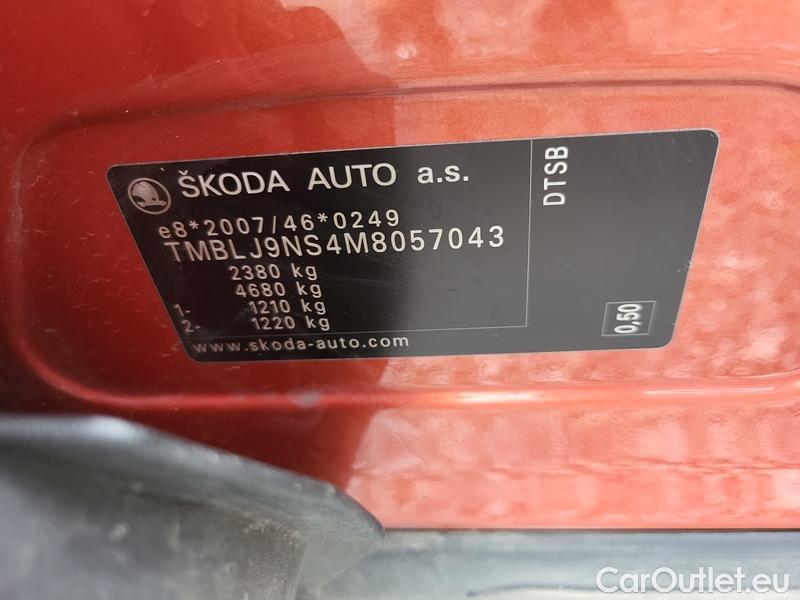 ŠKODA AUTO a.s.
e8*2007/46*0249
TMBLJ9NS4M8057043
2380 kg
4680 kg
1- 1210 kg
2- 1220 kg
www.skoda-auto.com
DTSB
0,50
CarOutlet.eu